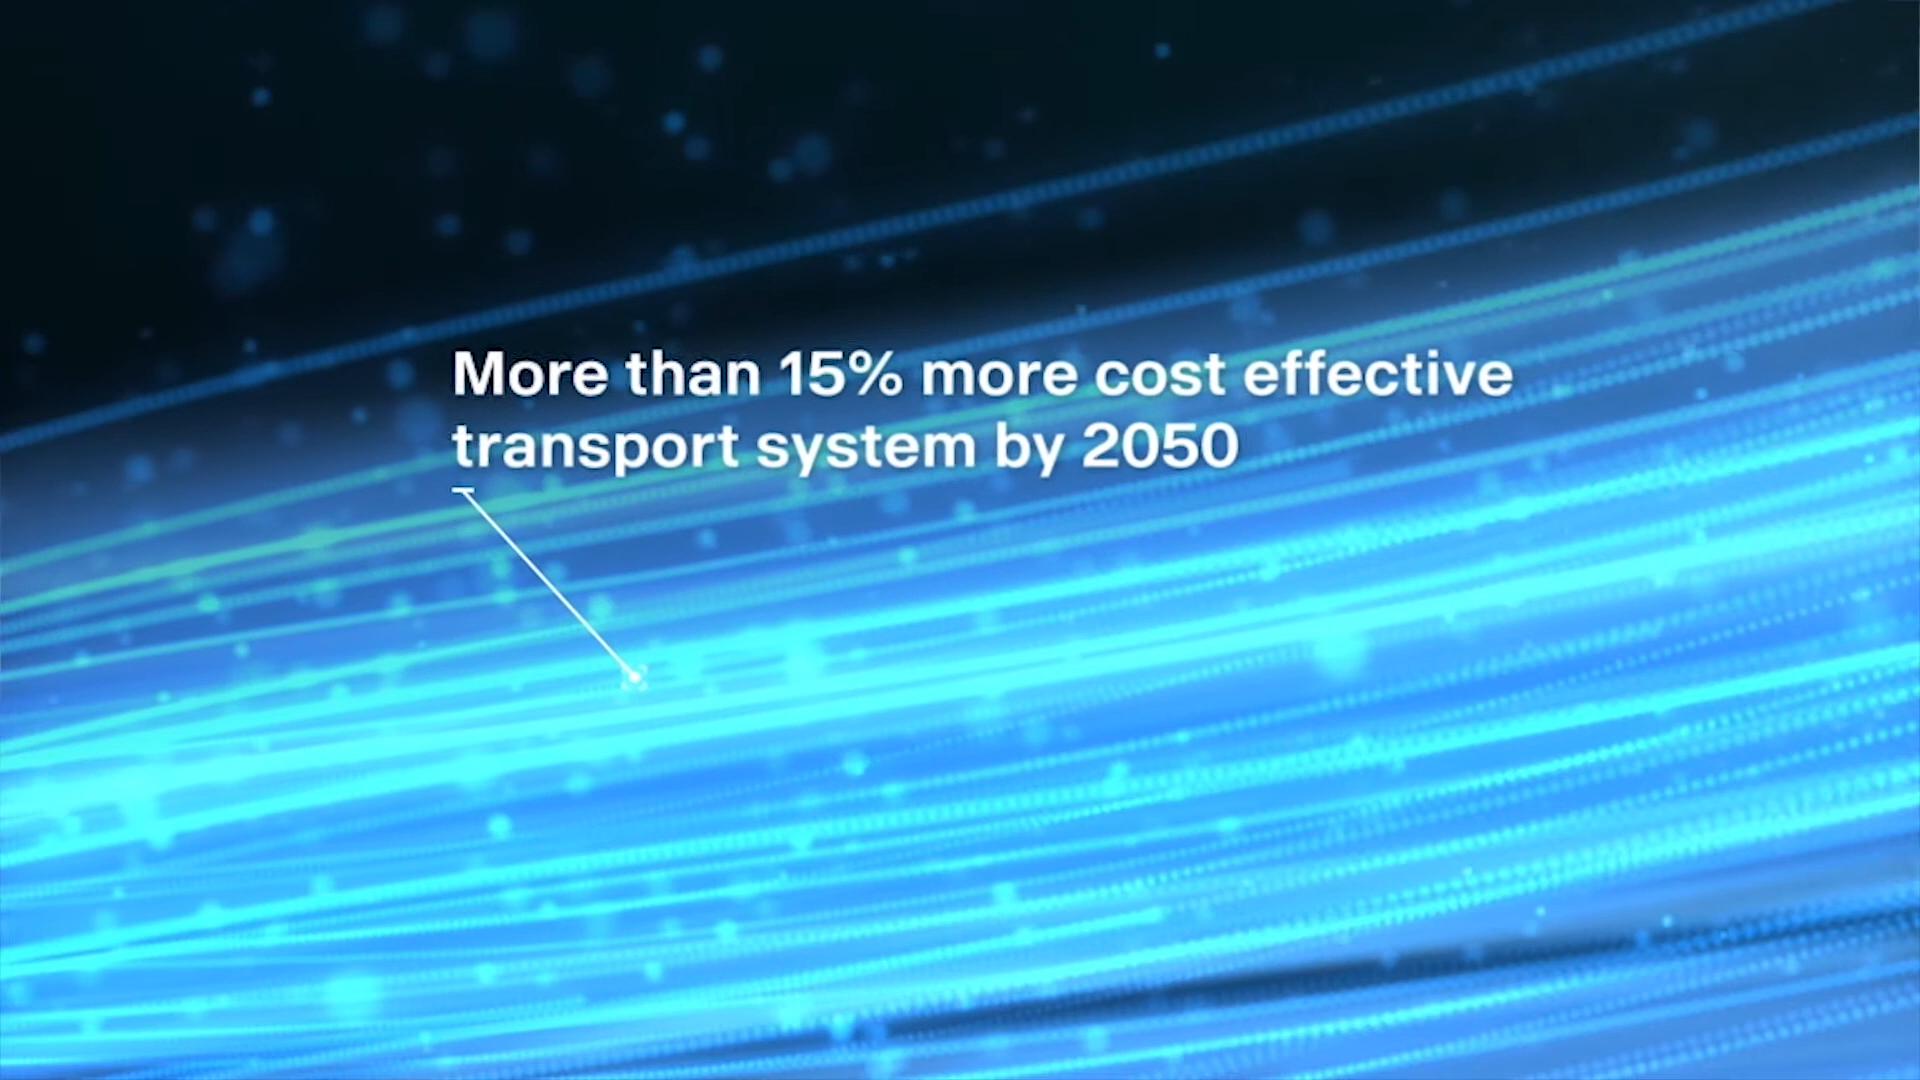 More than 15% more cost effective
transport system by 2050